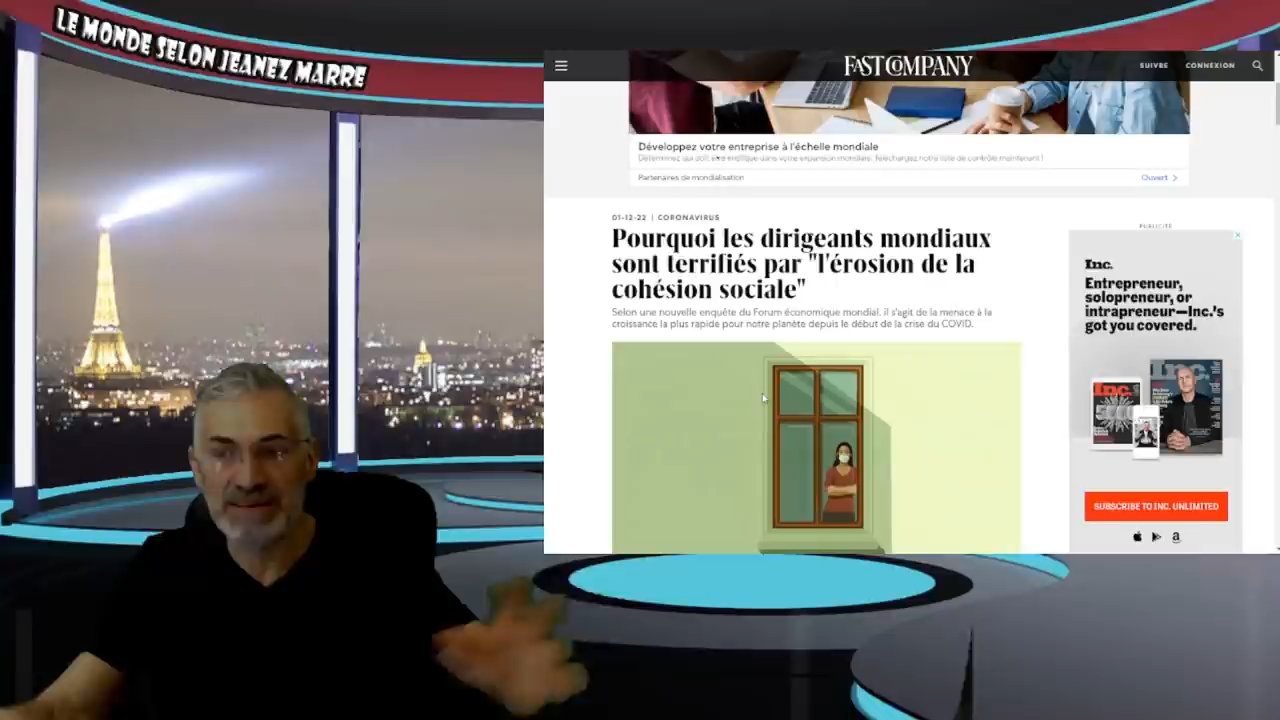 LE MONDE SELON JEANEZ MARRE
FAST COMPANY
SUIVRE
CONNEXION
Développez votre entreprise à l'échelle mondiale
Partenaires de mondialisation
Ouvert
01-12-22 | CORONAVIRUS
Pourquoi les dirigeants mondiaux
sont terrifiés par "l'érosion de la
cohésion sociale"
Selon une nouvelle enquête du Forum économique mondial, il s'agit de la menace à la
croissance la plus rapide pour notre planète depuis le début de la crise du COVID.
PUBLICITÉ
Inc.
Entrepreneur,
solopreneur, or
intrapreneur—Inc.'s
got you covered.
Inc.
Inc.
SUBSCRIBE TO INC. UNLIMITED